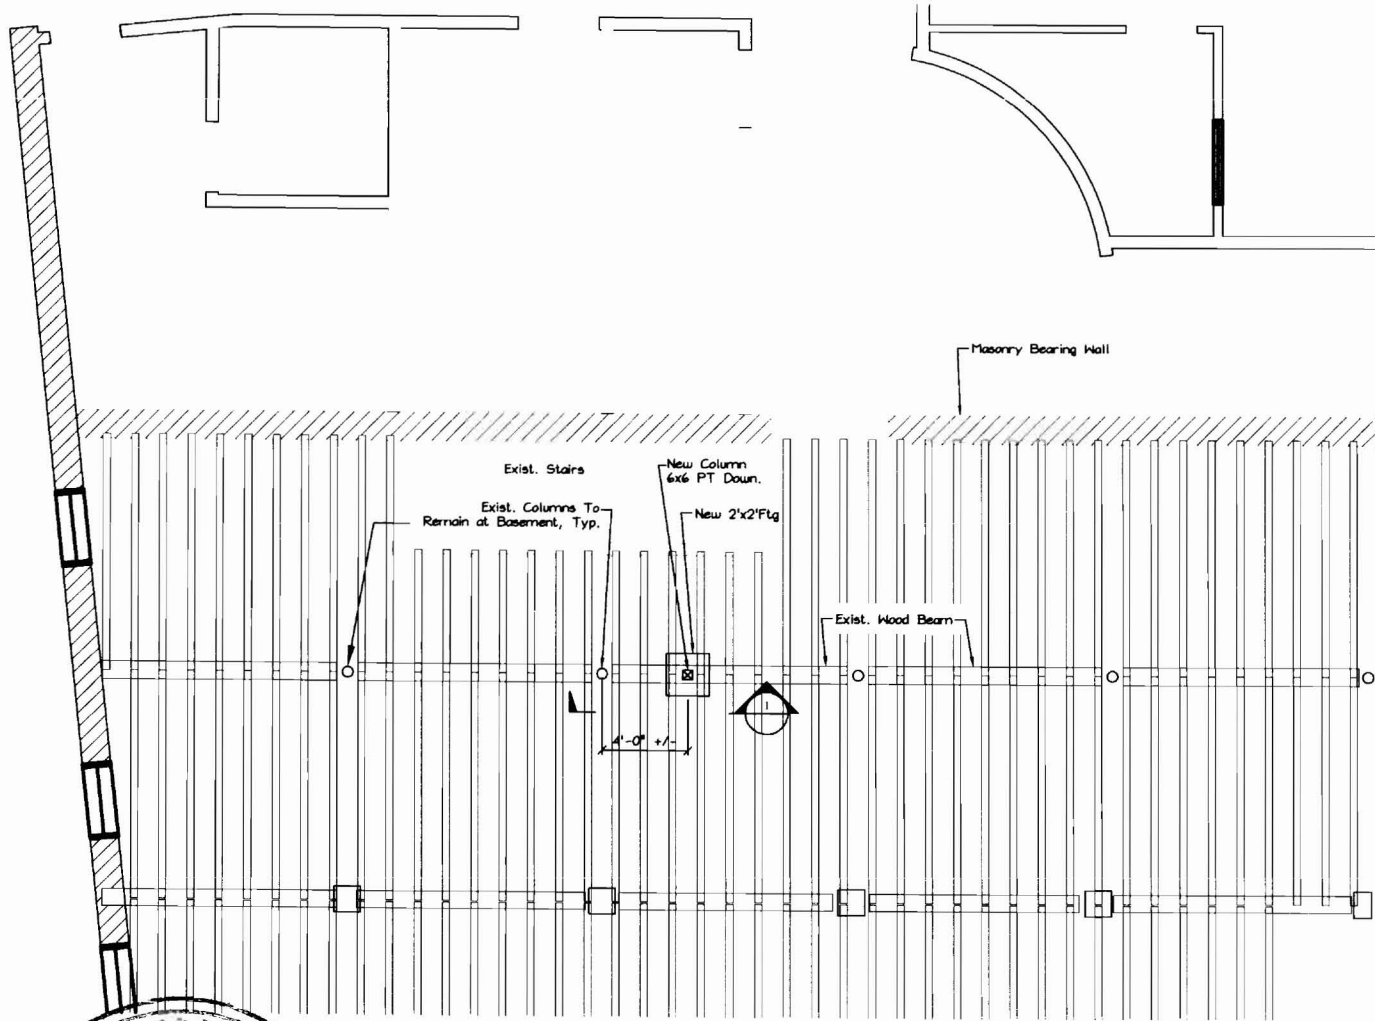 Masonry Bearing Wall
Exist. Stairs
New Column
6x6 PT Down.
Exist. Columns To
Remain at Basement, Typ.
New 2'x2'Ftg
Exist. Wood Beam
1
4'-0" +/-